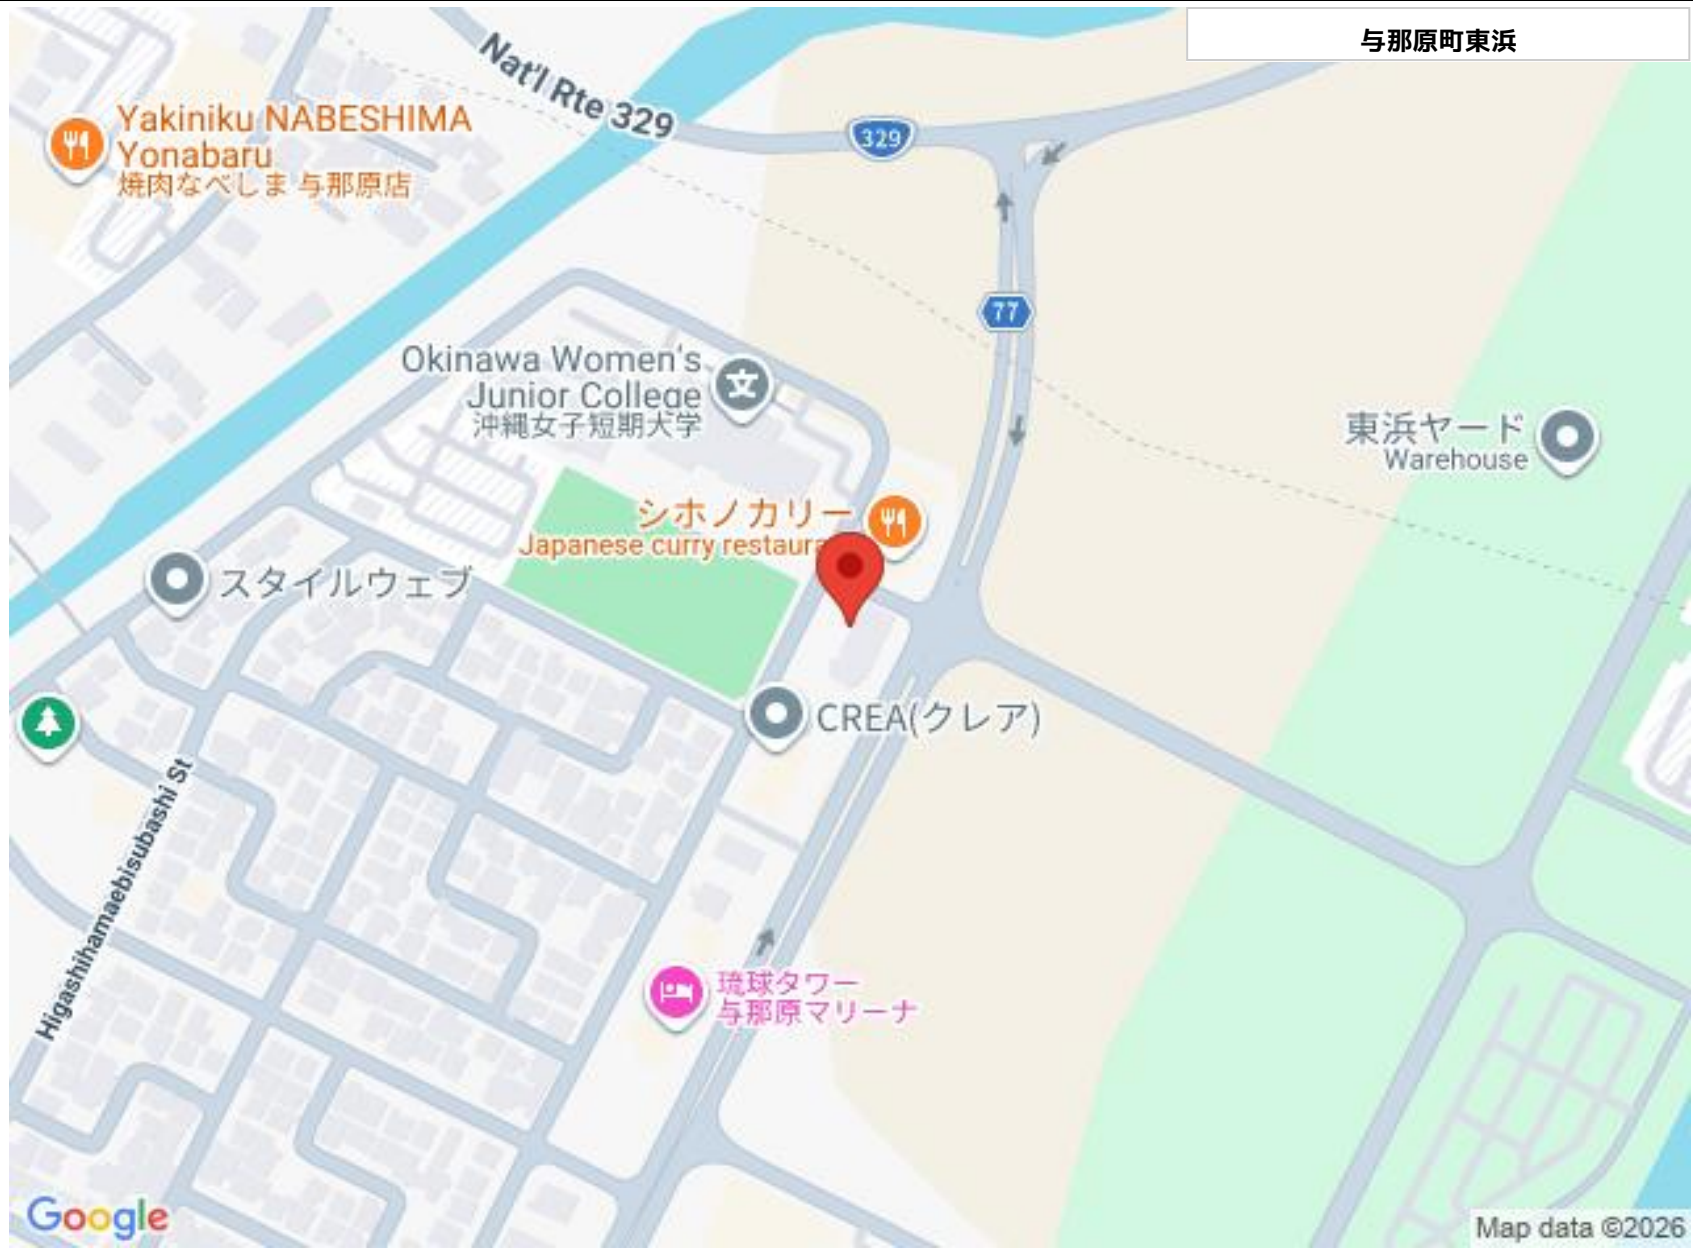 与那原町東浜
Nat'l Rte 329
Yakiniku NABESHIMA
Yonabaru
焼肉なべしま 与那原店
329
77
Okinawa Women's
Junior College
沖縄女子短期大学
東浜ヤード
Warehouse
シホノカリー
Japanese curry restaura
スタイルウェブ
CREA(クレア)
Higashihamaebisubashi St
琉球タワー
与那原マリーナ
Google
Map data ©2026